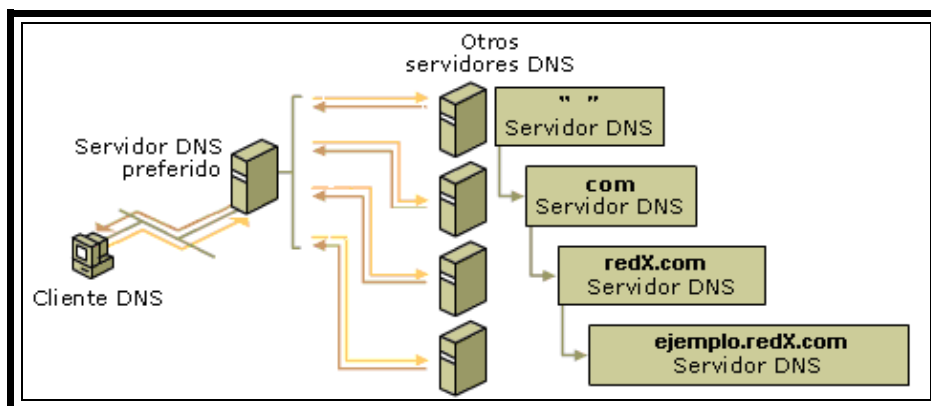 Otros
servidores DNS
" "
Servidor DNS
Servidor DNS
preferido
com
Servidor DNS
redX.com
Servidor DNS
Cliente DNS
ejemplo.redX.com
Servidor DNS